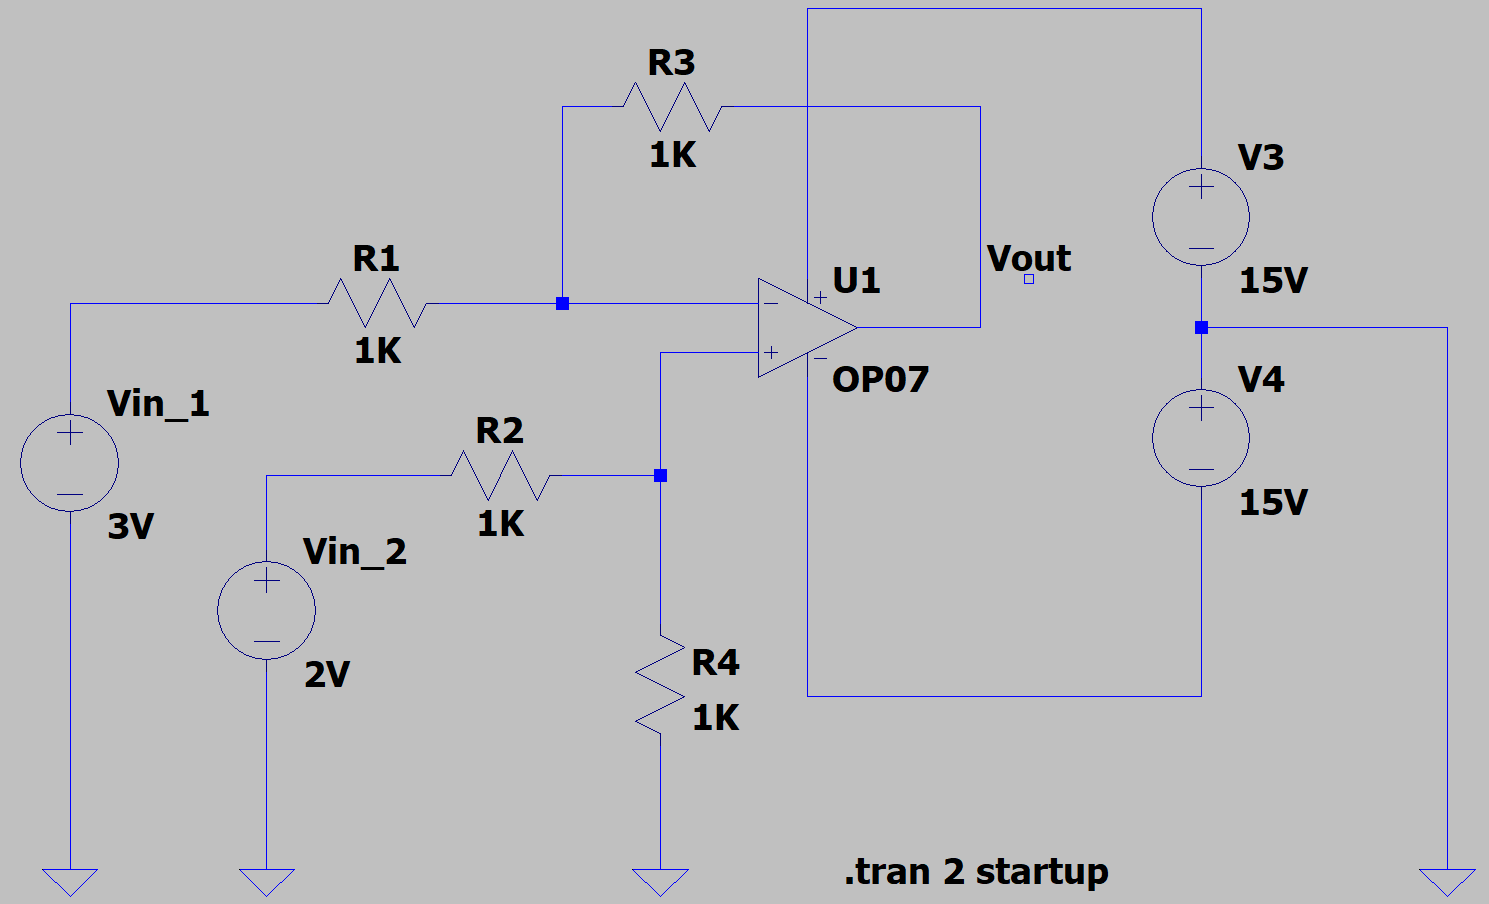 R3
1K
V3
15V
R1
1K
Vout
U1
OP07
V4
15V
Vin_1
3V
R2
1K
Vin_2
2V
R4
1K
.tran 2 startup